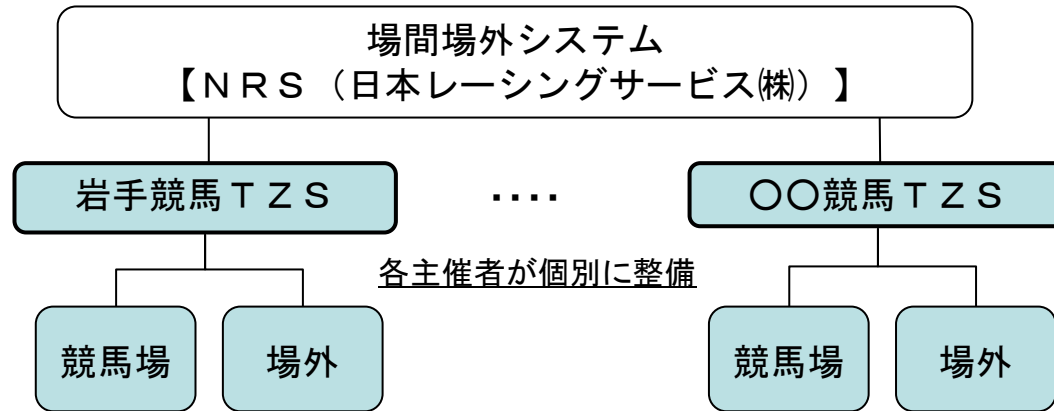 場間場外システム
【ＮＲＳ（日本レーシングサービス㈱）】
岩手競馬ＴＺＳ
‥‥
〇〇競馬ＴＺＳ
各主催者が個別に整備
競馬場
場外
競馬場
場外